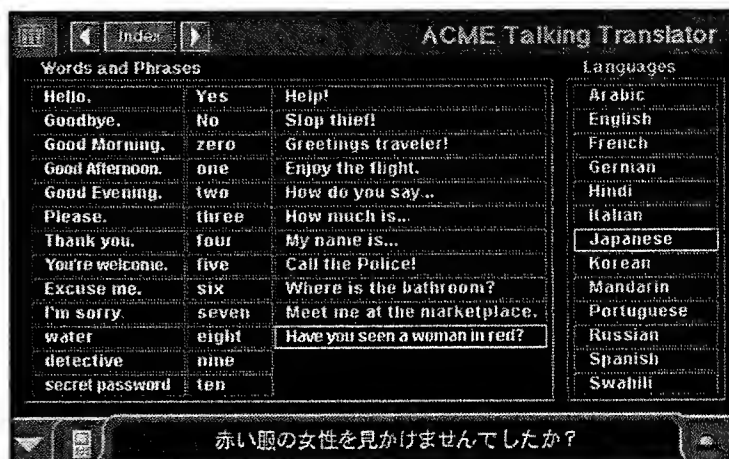 Index
ACME Talking Translator
Words and Phrases
Languages
Hello.
Goodbye.
Good Morning.
Good Afternoon.
Good Evening.
Please.
Thank you.
You're welcome.
Excuse me.
I'm sorry.
water
detective
secret password
Yes
No
zero
one
two
three
four
five
six
seven
eight
nine
ten
Help!
Stop thief!
Greetings traveler!
Enjoy the flight.
How do you say...
How much is...
My name is...
Call the Police!
Where is the bathroom?
Meet me at the marketplace.
Have you seen a woman in red?
Arabic
English
French
German
Hindi
Italian
Japanese
Korean
Mandarin
Portuguese
Russian
Spanish
Swahili
赤い服の女性を見かけませんでしたか？